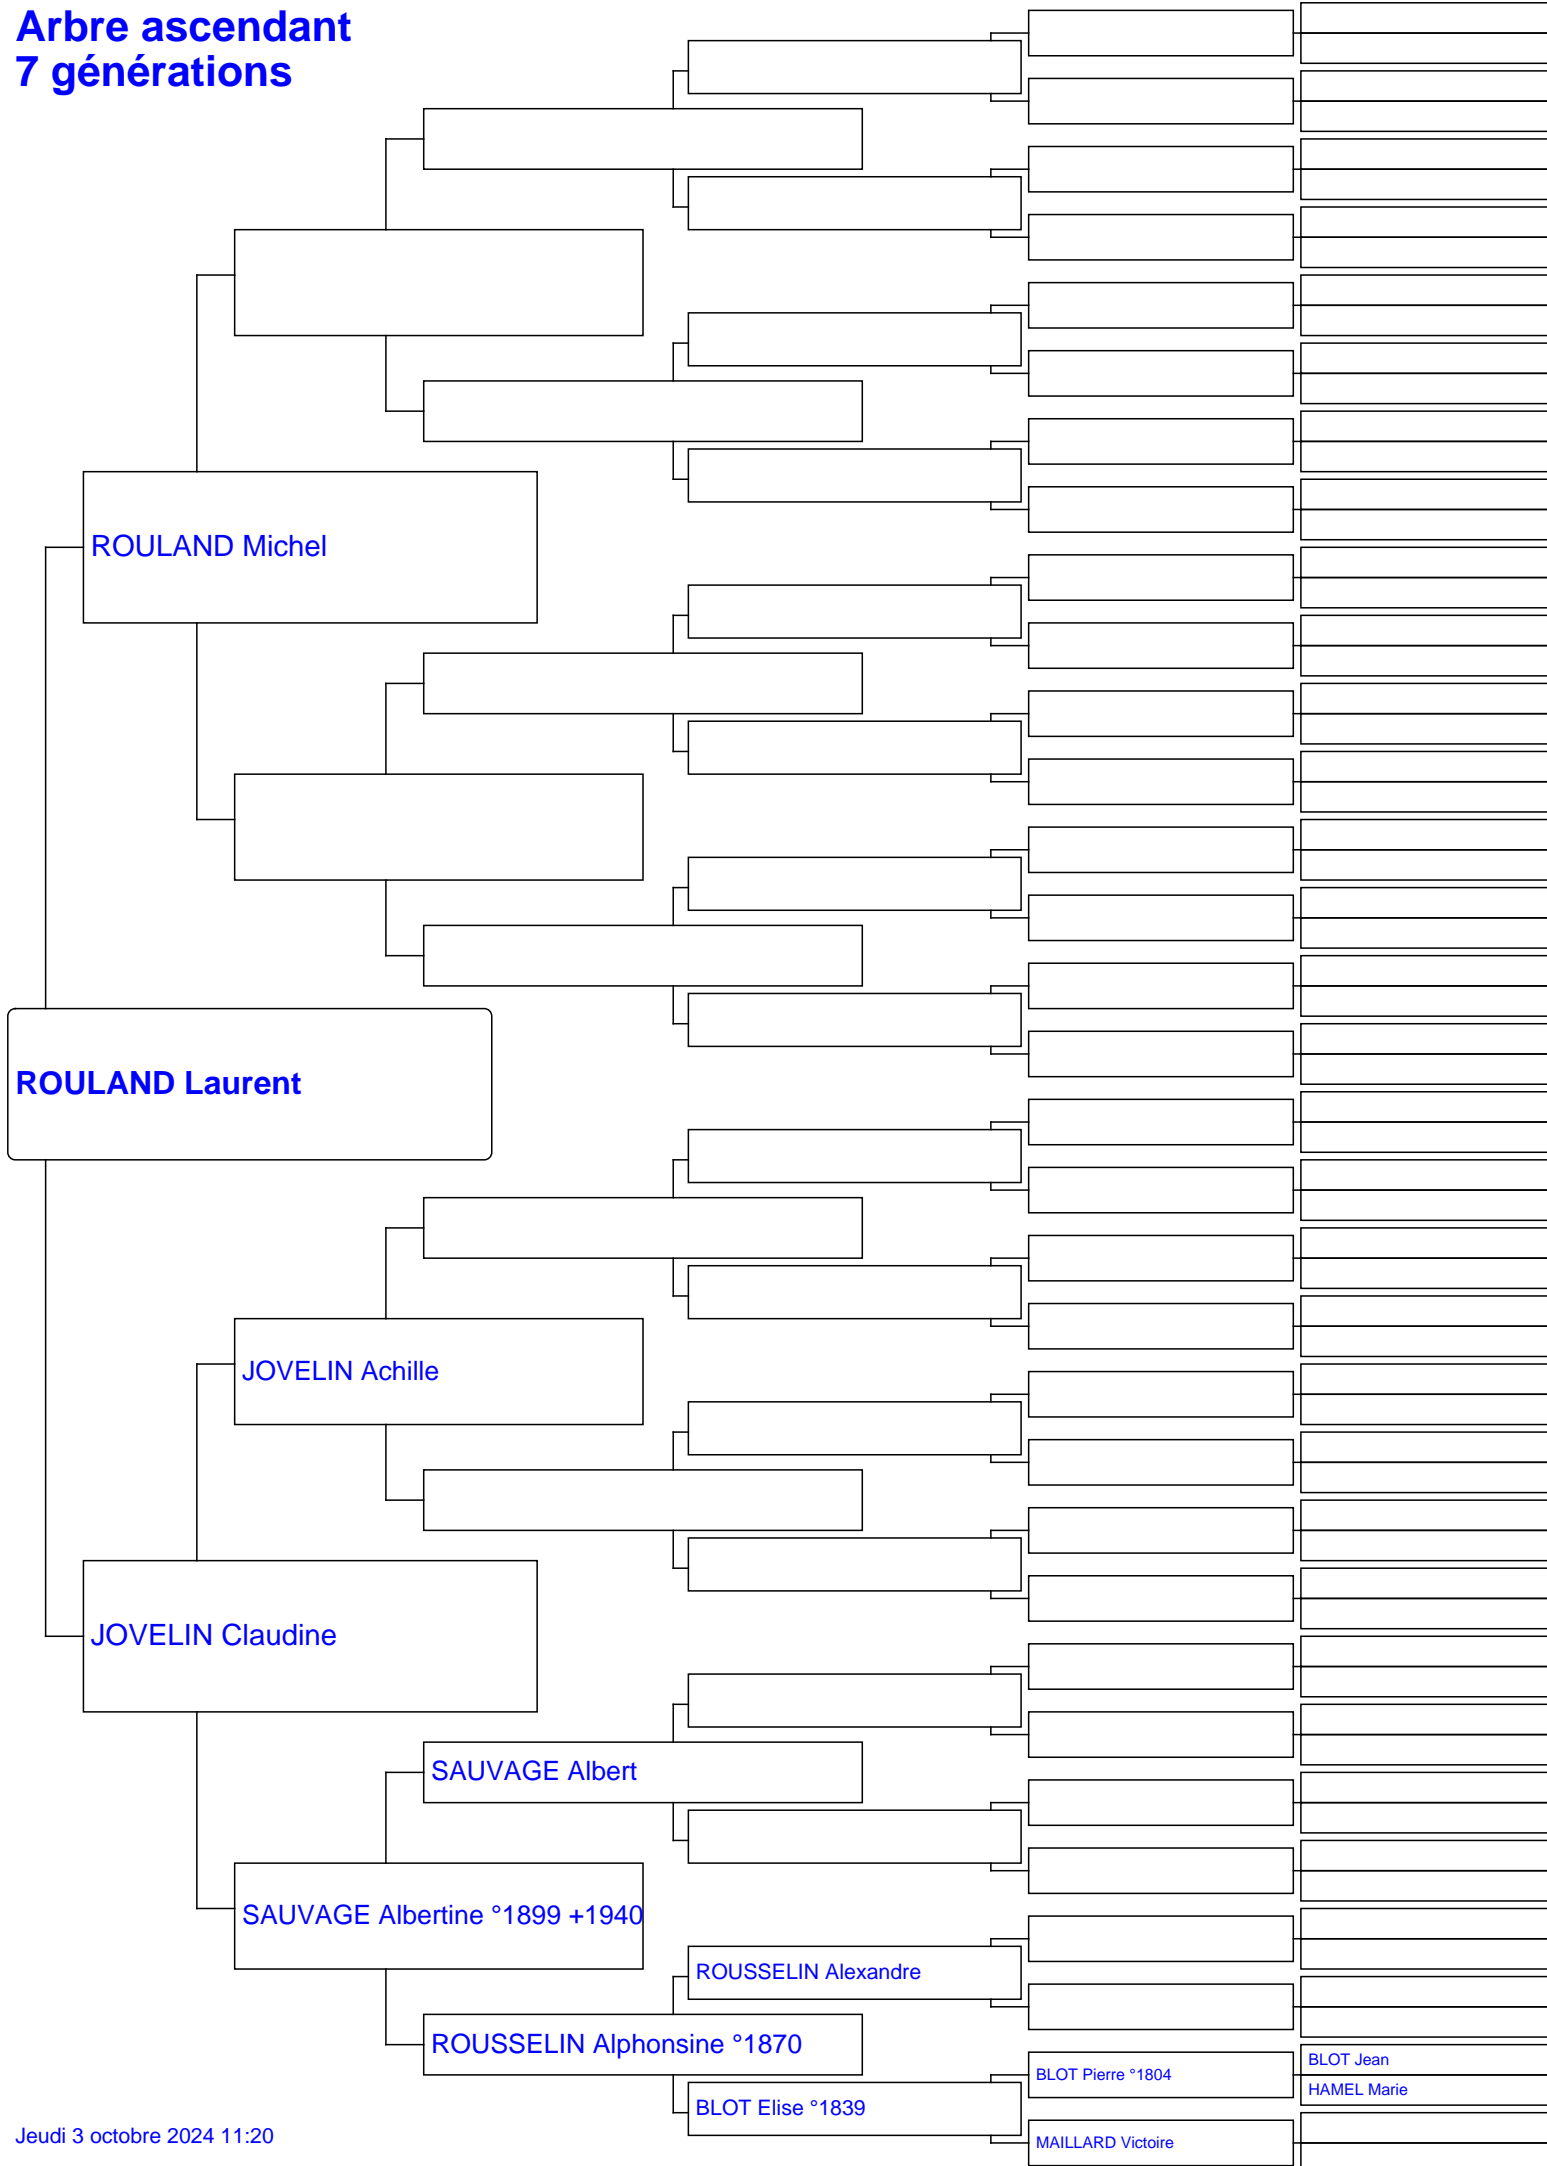 Arbre ascendant
7 générations
ROULAND Michel
ROULAND Laurent
JOVELIN Achille
JOVELIN Claudine
SAUVAGE Albert
SAUVAGE Albertine °1899 +1940
ROUSSELIN Alexandre
ROUSSELIN Alphonsine °1870
BLOT Jean
BLOT Pierre °1804
HAMEL Marie
BLOT Elise °1839
MAILLARD Victoire
Jeudi 3 octobre 2024 11:20